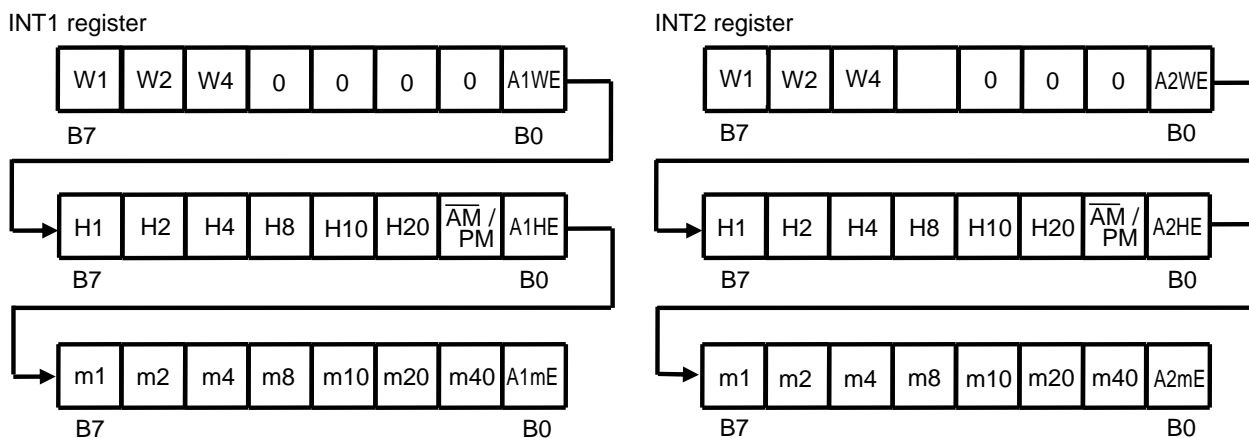 INT1 register
W1 W2 W4 0 0 0 0 A1WE
B7 B0
H1 H2 H4 H8 H10 H20 A̅M̅ / PM A1HE
B7 B0
m1 m2 m4 m8 m10 m20 m40 A1mE
B7 B0
INT2 register
W1 W2 W4 0 0 0 A2WE
B7 B0
H1 H2 H4 H8 H10 H20 A̅M̅ / PM A2HE
B7 B0
m1 m2 m4 m8 m10 m20 m40 A2mE
B7 B0